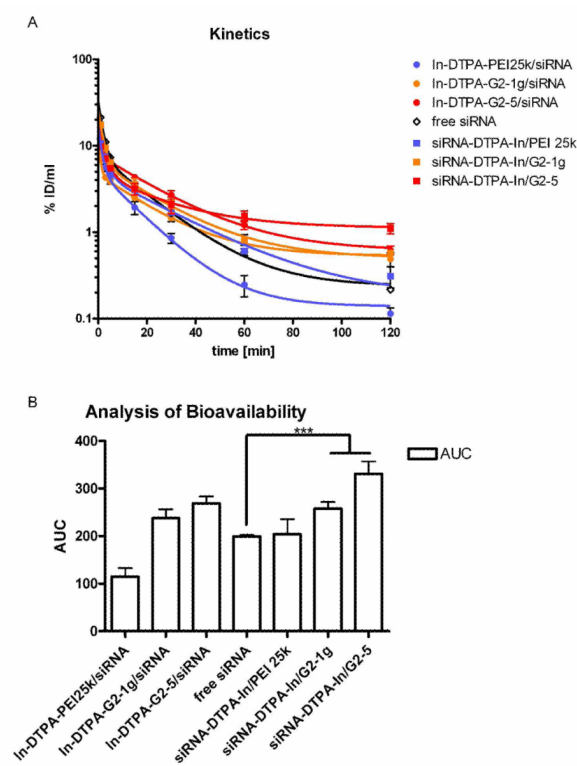 A
Kinetics
100
10
1
0.1
% ID/ml
0
20
40
60
80
100
120
time [min]
In-DTPA-PEI25k/siRNA
In-DTPA-G2-1g/siRNA
In-DTPA-G2-5/siRNA
free siRNA
siRNA-DTPA-In/PEI 25k
siRNA-DTPA-In/G2-1g
siRNA-DTPA-In/G2-5
B
Analysis of Bioavailability
400
300
200
100
0
AUC
***
AUC
In-DTPA-PEI25k/siRNA
In-DTPA-G2-1g/siRNA
In-DTPA-G2-5/siRNA
free siRNA
siRNA-DTPA-In/PEI 25k
siRNA-DTPA-In/G2-1g
siRNA-DTPA-In/G2-5